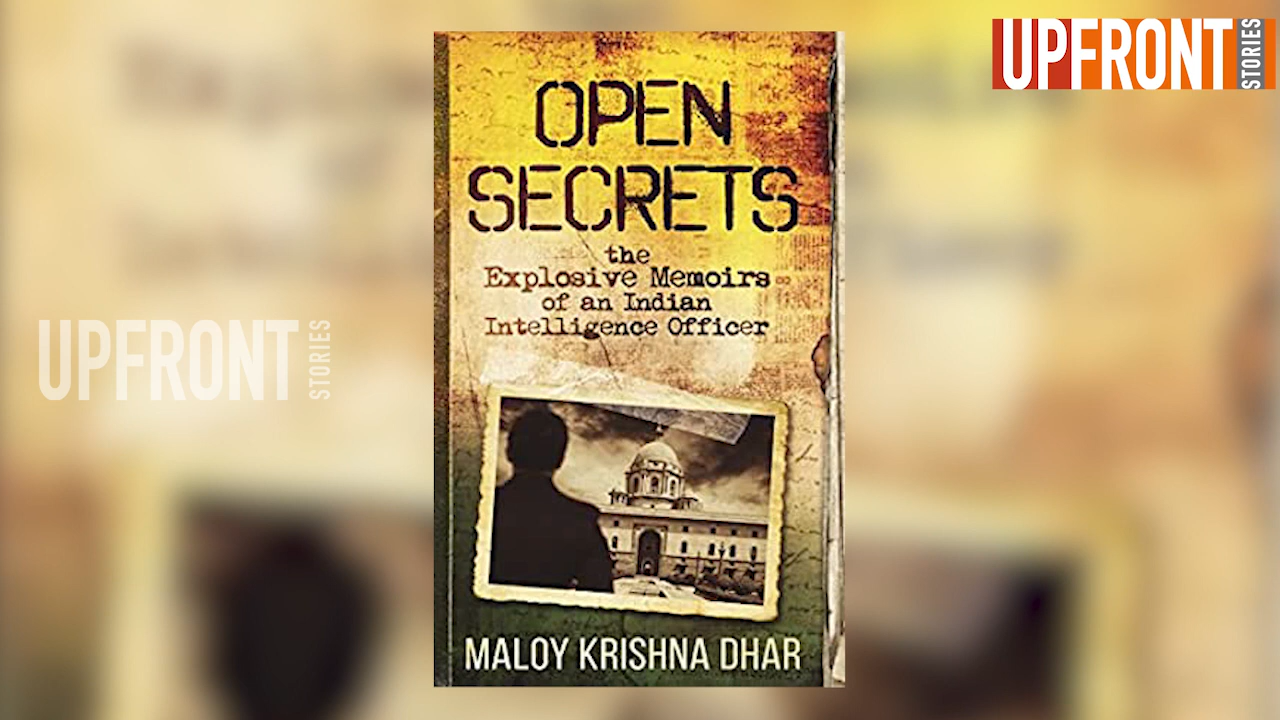 UPFRONT
STORIES
OPEN
SECRETS
the
Explosive Memoirs
of an Indian
Intelligence Officer
MALOY KRISHNA DHAR
UPFRONT
STORIES